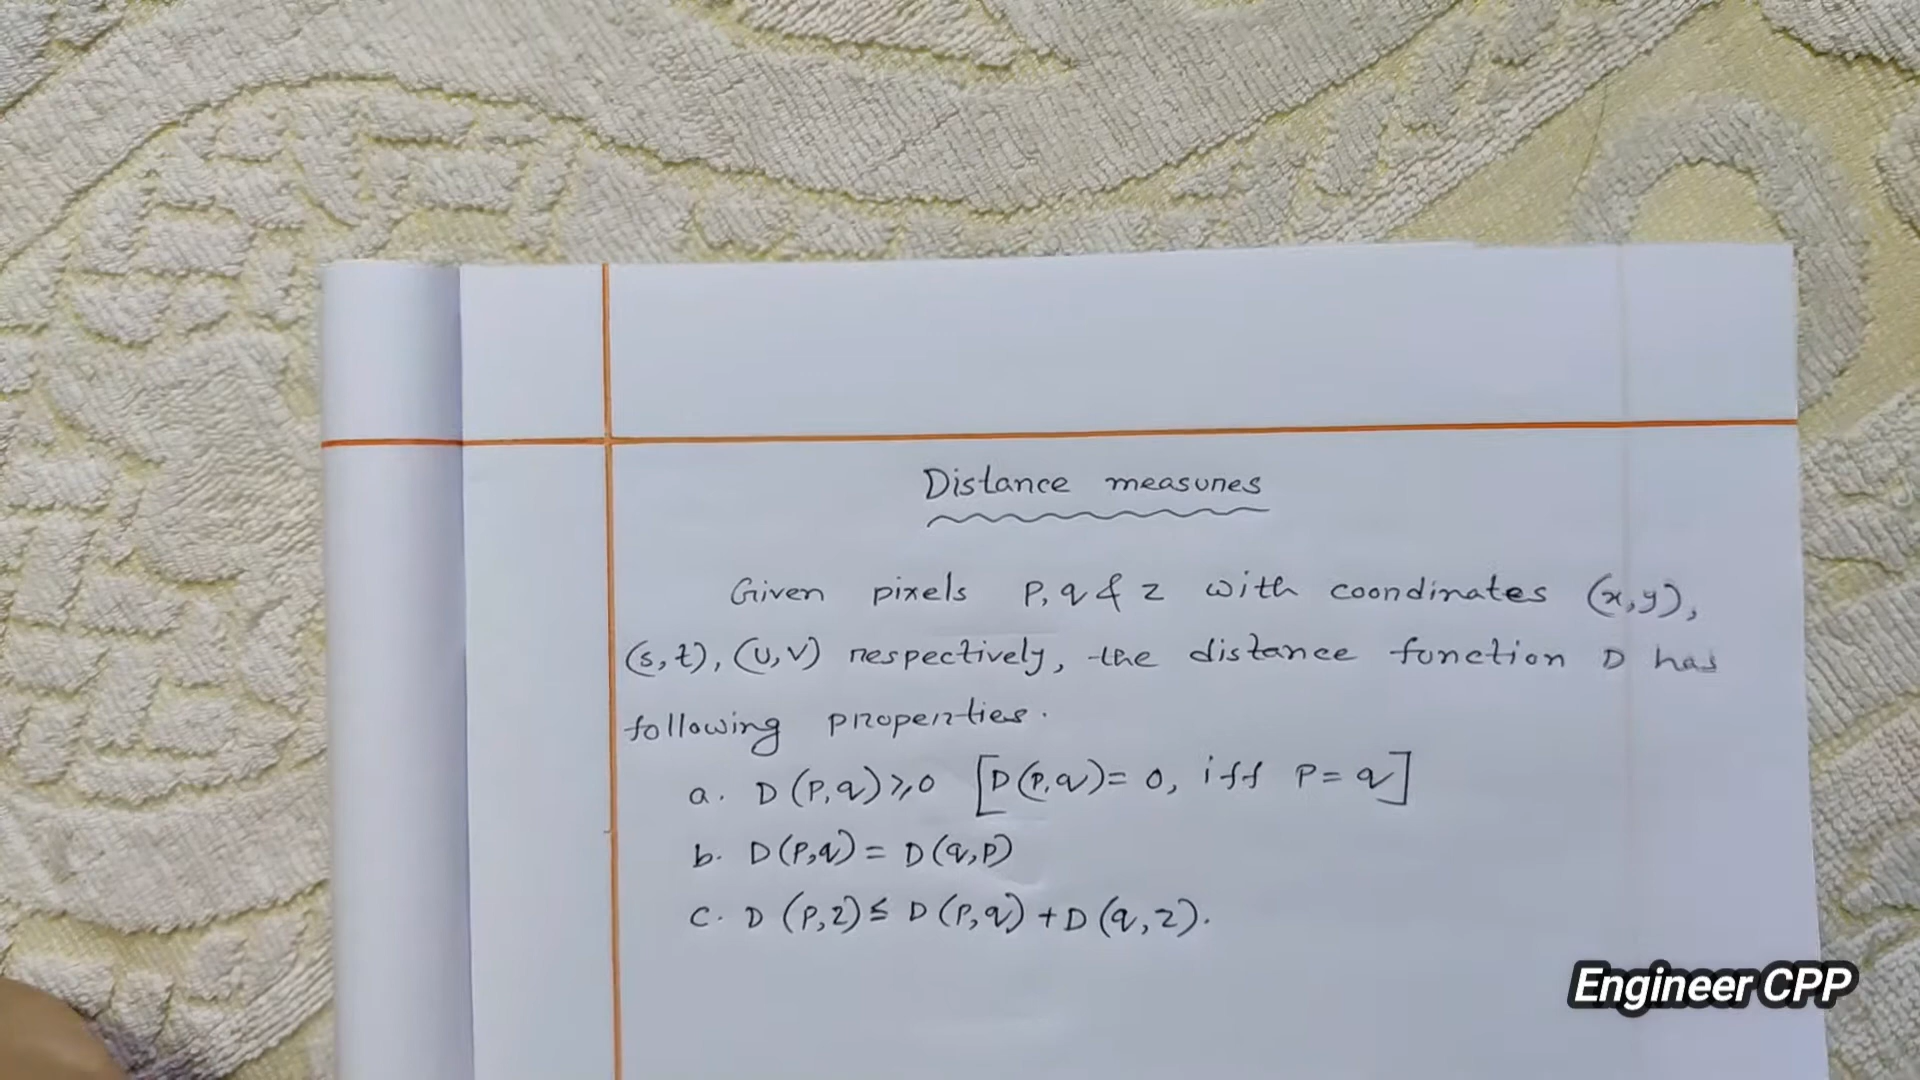 Distance measures
Given pixels P, q & z with coordinates (x,y),
(s,t), (u,v) respectively, the distance function D has
following properties.
a. D(P,q)⩾0 [D(P,q)= 0, iff P= q]
b. D(P,q) = D(q,P)
c. D (P,z) ≤ D(P,q) + D(q,z).
Engineer CPP